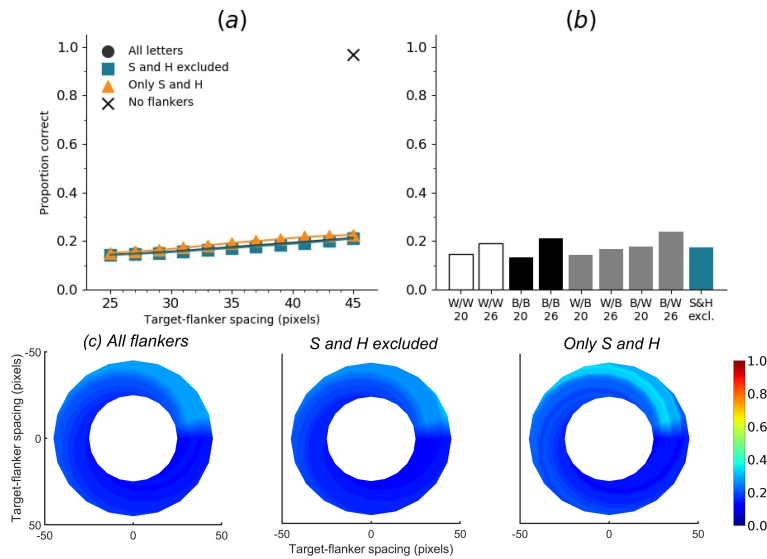 (a)
1.0
0.8
0.6
0.4
0.2
0.0
Proportion correct
All letters
S and H excluded
Only S and H
No flankers
25 30 35 40 45
Target-flanker spacing (pixels)
(b)
1.0
0.8
0.6
0.4
0.2
0.0
W/W W/W B/B B/B W/B W/B B/W B/W S&H
20 26 20 26 20 26 20 26 excl.
(c) All flankers
S and H excluded
Only S and H
Target-flanker spacing (pixels)
-50
0
50
-50 0 50
-50 0 50
-50 0 50
Target-flanker spacing (pixels)
1.0
0.8
0.6
0.4
0.2
0.0